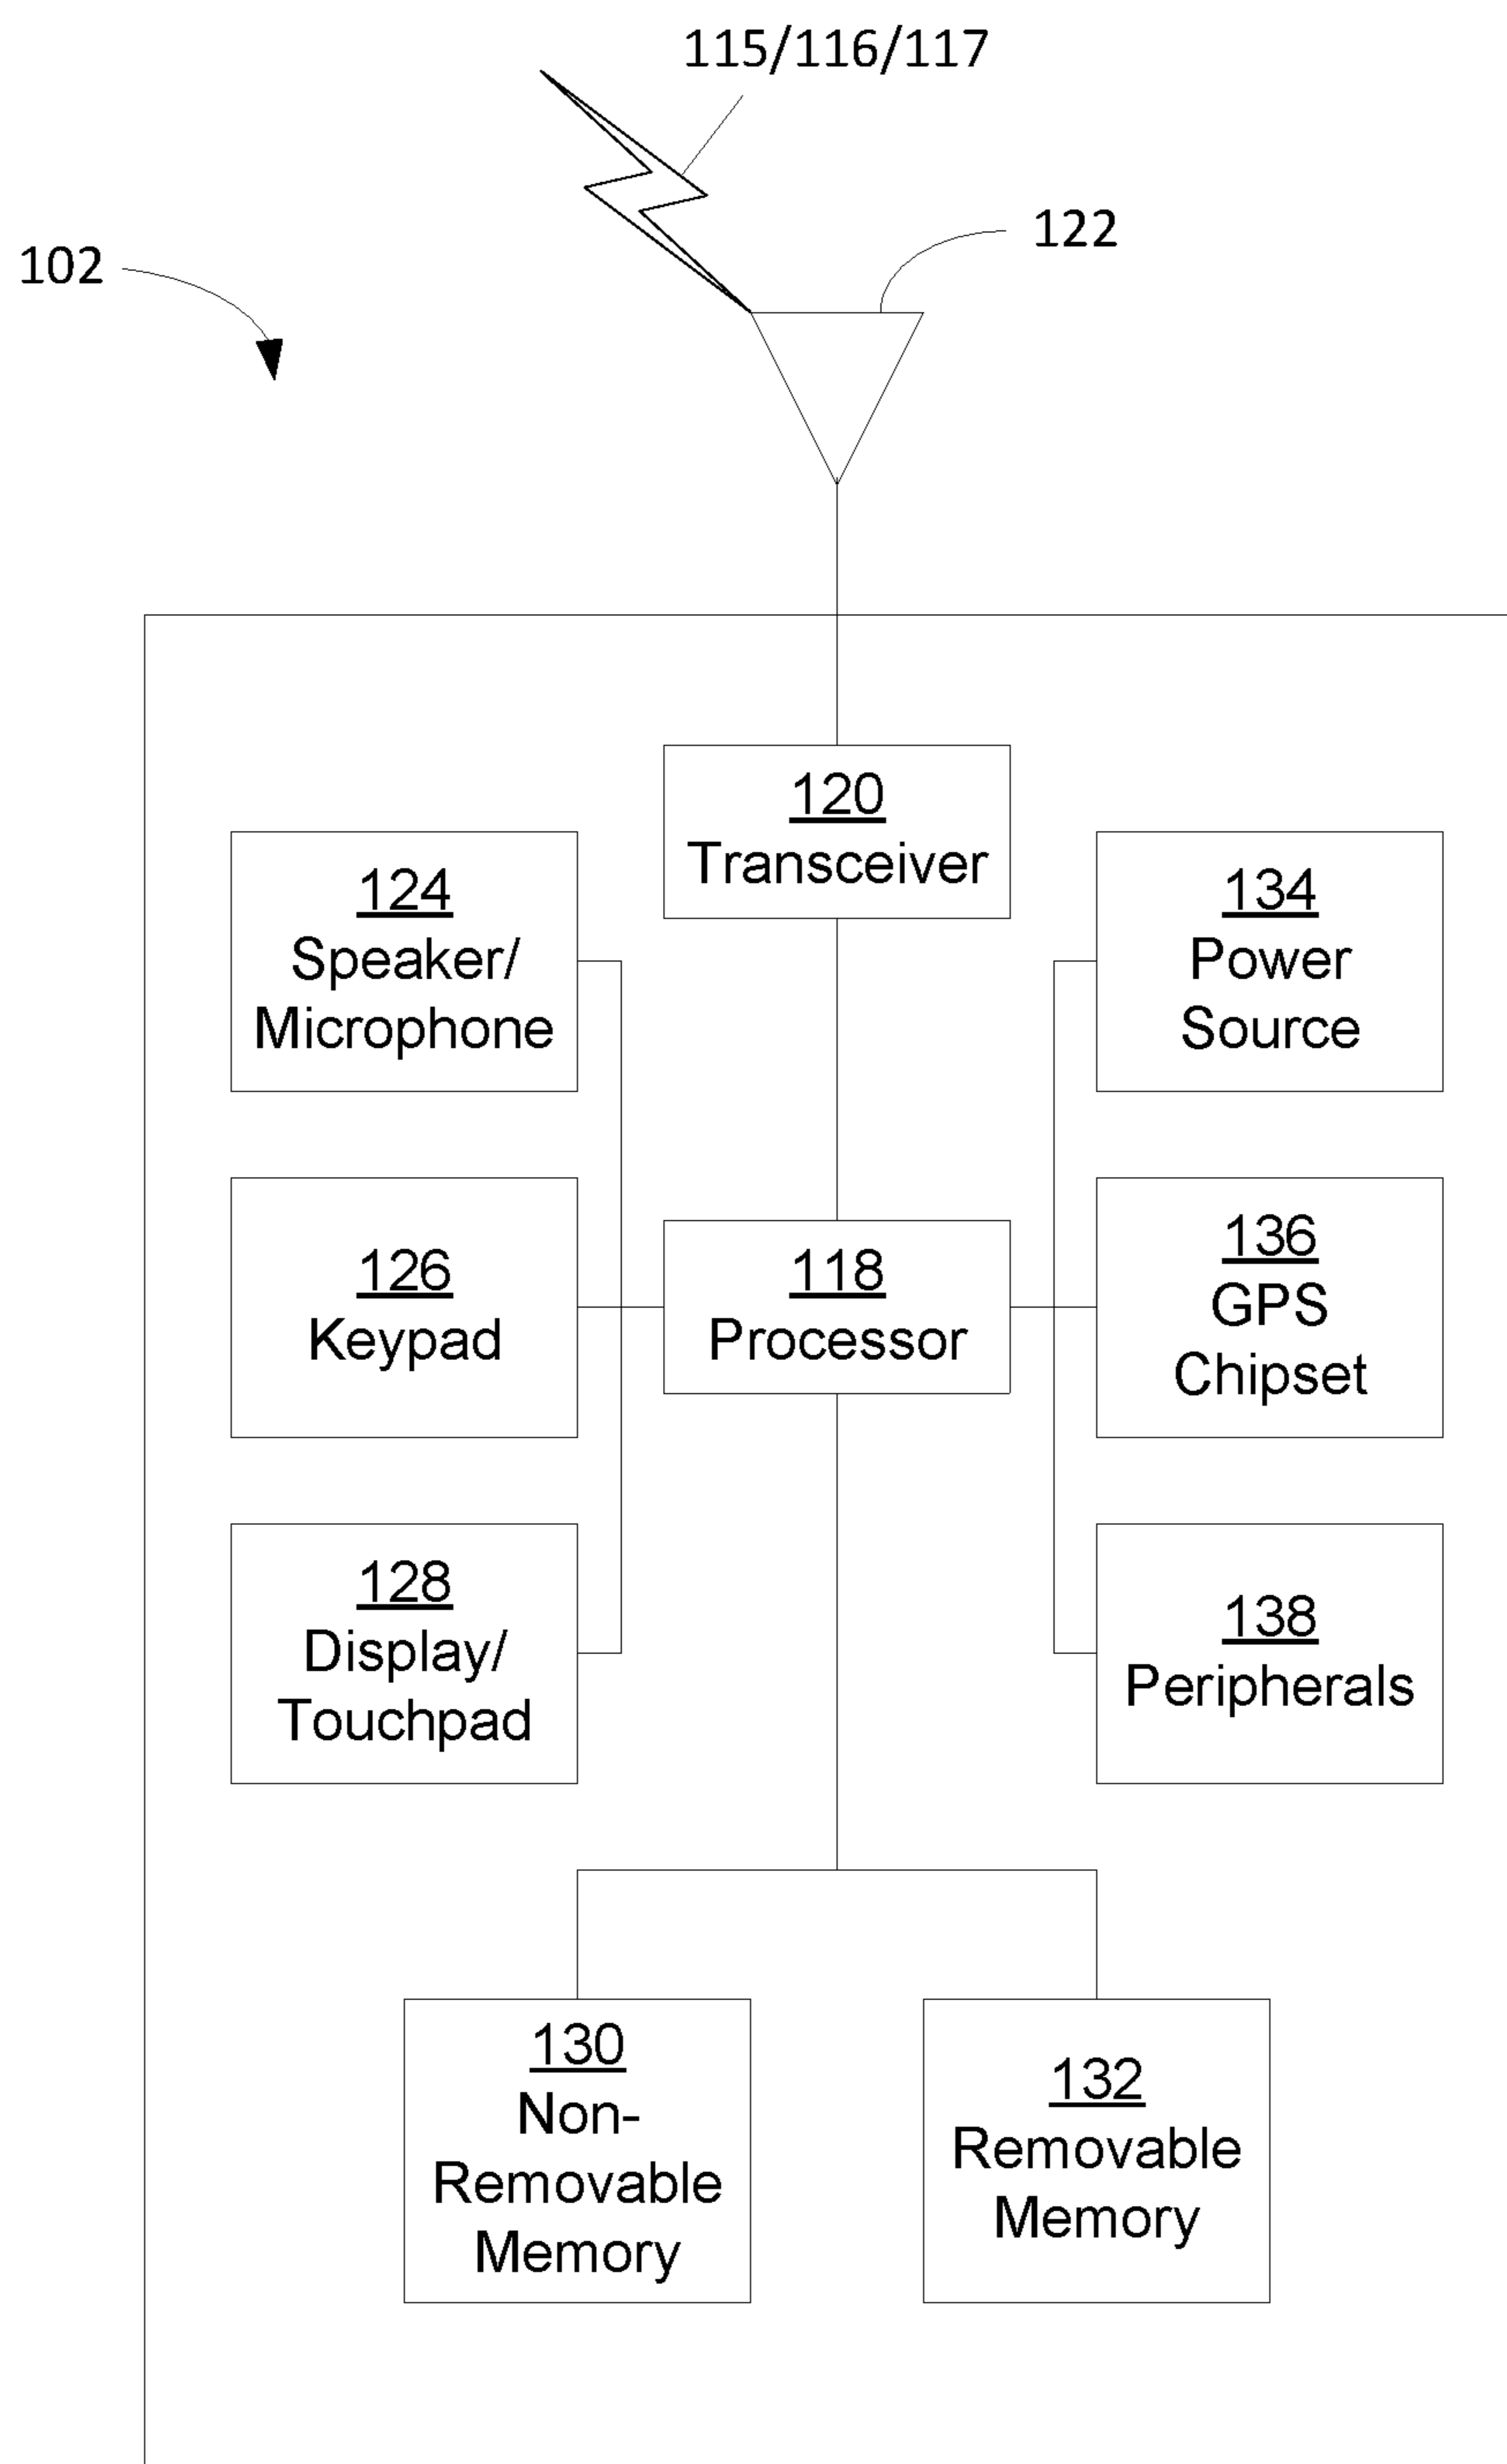 115/116/117
122
102
120
Transceiver
124
Speaker/
Microphone
134
Power
Source
126
Keypad
118
Processor
136
GPS
Chipset
128
Display/
Touchpad
138
Peripherals
130
Non-
Removable
Memory
132
Removable
Memory